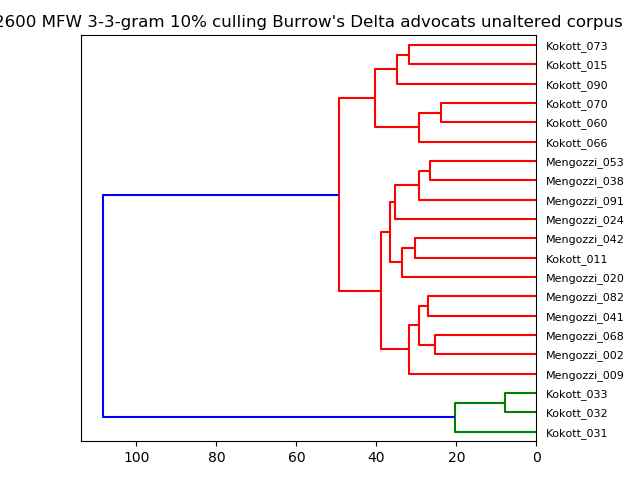 2600 MFW 3-3-gram 10% culling Burrow's Delta advocats unaltered corpus
Kokott_073
Kokott_015
Kokott_090
Kokott_070
Kokott_060
Kokott_066
Mengozzi_053
Mengozzi_038
Mengozzi_091
Mengozzi_024
Mengozzi_042
Kokott_011
Mengozzi_020
Mengozzi_082
Mengozzi_041
Mengozzi_068
Mengozzi_002
Mengozzi_009
Kokott_033
Kokott_032
Kokott_031
100 80 60 40 20 0